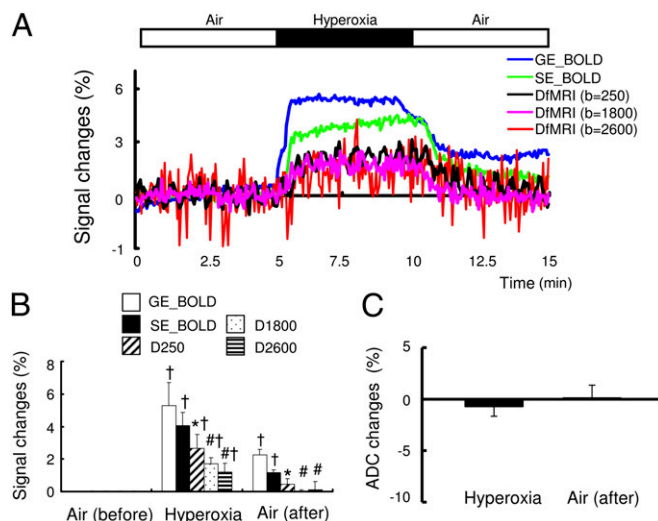 A
Air Hyperoxia Air
Signal changes (%)
6
3
0
-1
GE_BOLD
SE_BOLD
DfMRI (b=250)
DfMRI (b=1800)
DfMRI (b=2600)
0 2.5 5 7.5 10 12.5 15
Time (min)
B
GE_BOLD
SE_BOLD D1800
D250 D2600
Signal changes (%)
8
6
4
2
0
† † *† #† #† † † * # #
Air (before) Hyperoxia Air (after)
C
ADC changes (%)
5
0
-5
-10
Hyperoxia Air (after)